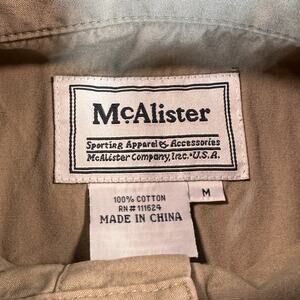 McAlister
Sporting Apparel & Accessories
McAlister Company, Inc. • U.S.A.
100% COTTON
RN# 111624
MADE IN CHINA
M